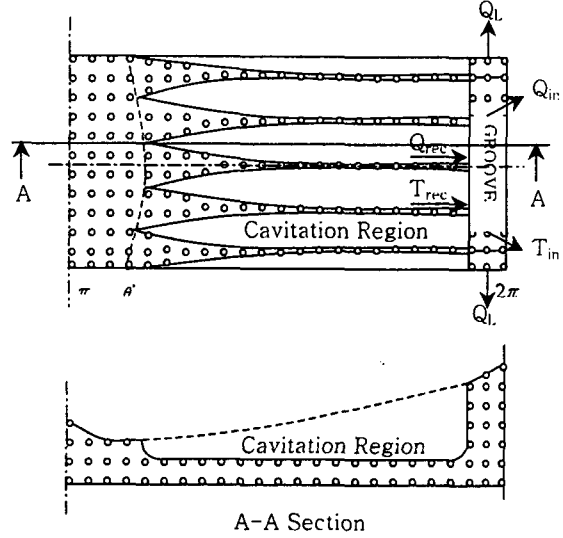 Q_L
Q_in
GROOVE
Q_rec
A
A
T_rec
Cavitation Region
T_in
π
2π
Q_L
Cavitation Region
A-A Section